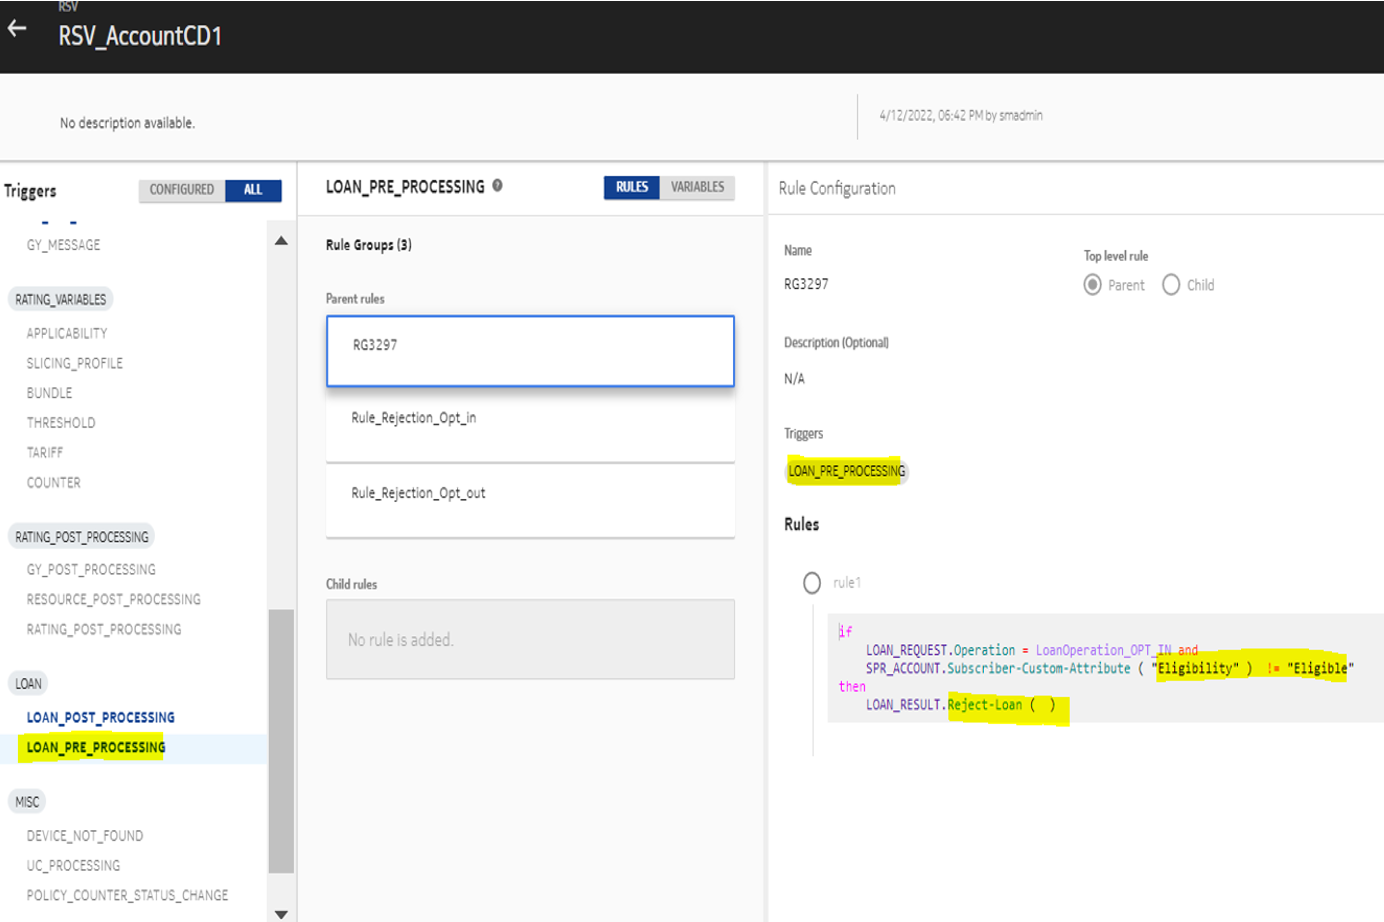 RSV
RSV_AccountCD1
No description available.
4/12/2022, 06:42 PM by smadmin
Triggers
CONFIGURED
ALL
GY_MESSAGE
RATING_VARIABLES
APPLICABILITY
SLICING_PROFILE
BUNDLE
THRESHOLD
TARIFF
COUNTER
RATING_POST_PROCESSING
GY_POST_PROCESSING
RESOURCE_POST_PROCESSING
RATING_POST_PROCESSING
LOAN
LOAN_POST_PROCESSING
LOAN_PRE_PROCESSING
MISC
DEVICE_NOT_FOUND
UC_PROCESSING
POLICY_COUNTER_STATUS_CHANGE
LOAN_PRE_PROCESSING
RULES
VARIABLES
Rule Groups (3)
Parent rules
RG3297
Rule_Rejection_Opt_in
Rule_Rejection_Opt_out
Child rules
No rule is added.
Rule Configuration
Name
RG3297
Top level rule
Parent
Child
Description (Optional)
N/A
Triggers
LOAN_PRE_PROCESSING
Rules
rule1
if
LOAN_REQUEST.Operation = LoanOperation_OPT_IN and
SPR_ACCOUNT.Subscriber-Custom-Attribute ( "Eligibility" ) != "Eligible"
then
LOAN_RESULT.Reject-Loan ( )